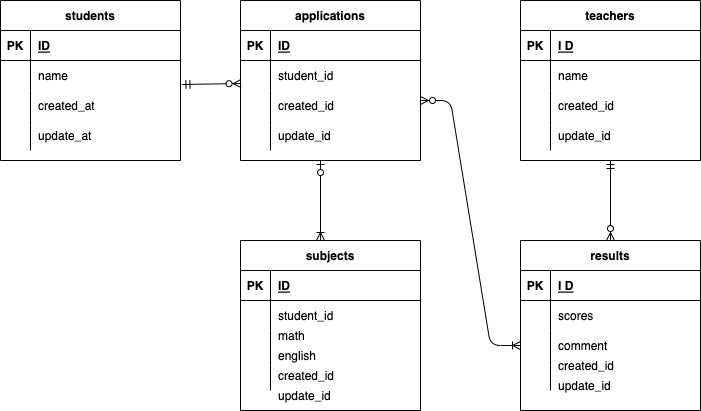 students
PK ID
name
created_at
update_at
applications
PK ID
student_id
created_id
update_id
teachers
PK I D
name
created_id
update_id
subjects
PK ID
student_id
math
english
created_id
update_id
results
PK I D
scores
comment
created_id
update_id